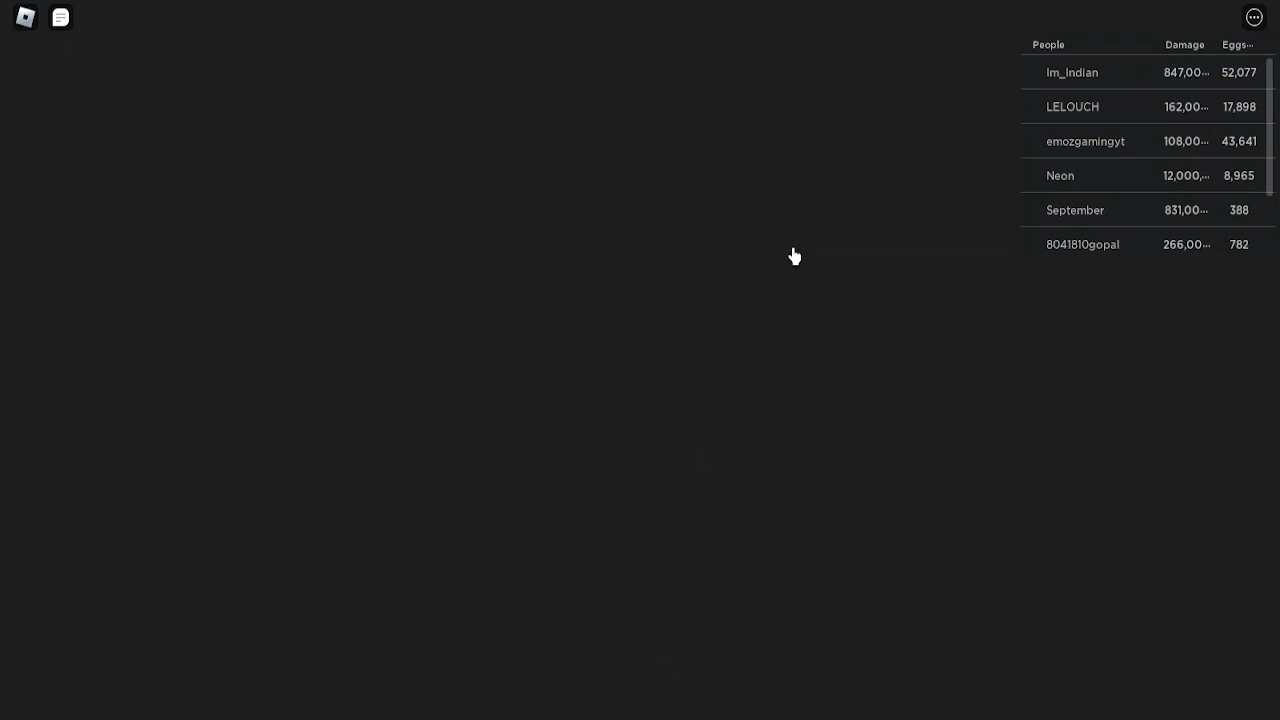 People Damage Eggs...
Im_Indian 847,00... 52,077
LELOUCH 162,00... 17,898
emozgamingyt 108,00... 43,641
Neon 12,000,... 8,965
September 831,00... 388
8041810gopal 266,00... 782